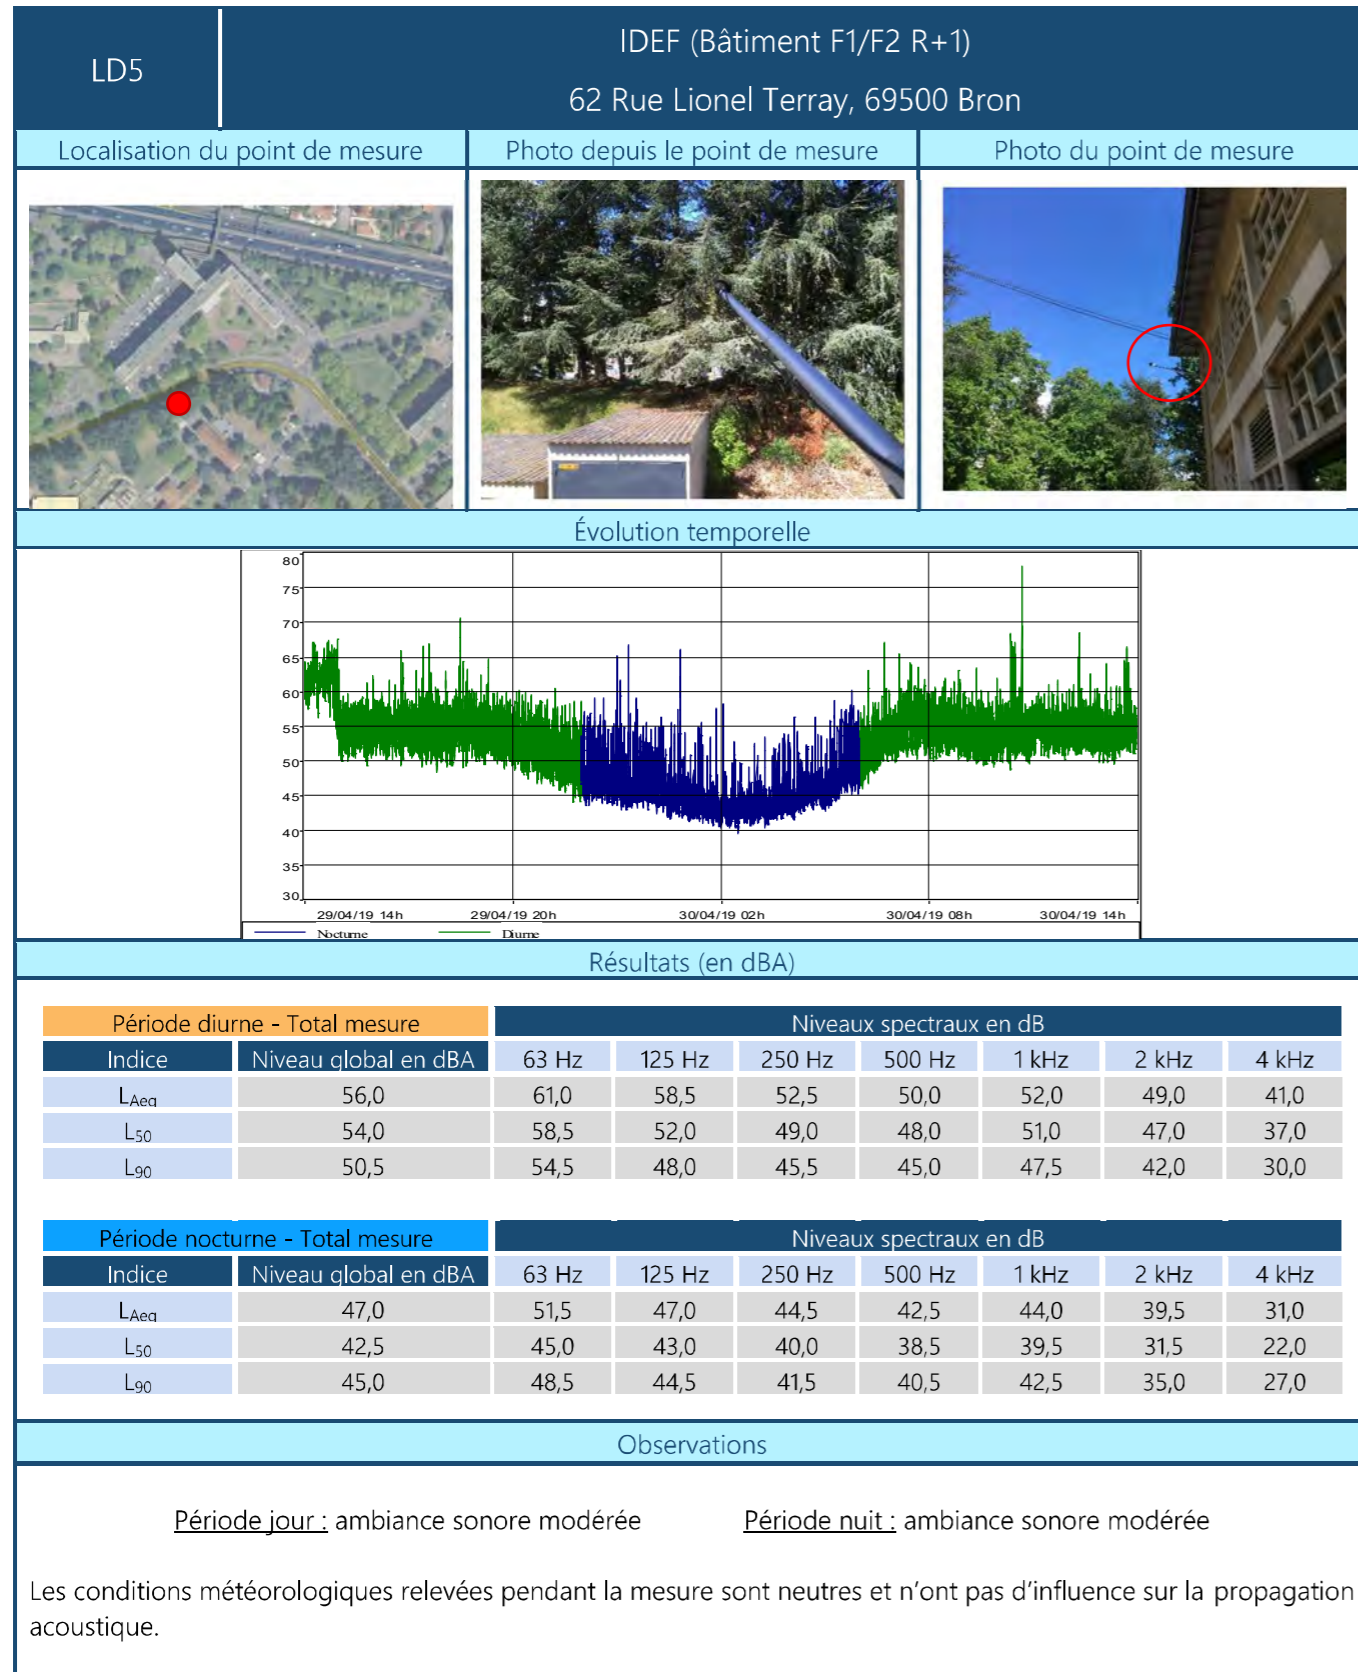 LD5
IDEF (Bâtiment F1/F2 R+1)
62 Rue Lionel Terray, 69500 Bron
Localisation du point de mesure
Photo depuis le point de mesure
Photo du point de mesure
Évolution temporelle
80
75
70
65
60
55
50
45
40
35
30
29/04/19 14h 29/04/19 20h 30/04/19 02h 30/04/19 08h 30/04/19 14h
Nocturne Diurne
Résultats (en dBA)
Période diurne - Total mesure Niveaux spectraux en dB
Indice Niveau global en dBA 63 Hz 125 Hz 250 Hz 500 Hz 1 kHz 2 kHz 4 kHz
LAeq 56,0 61,0 58,5 52,5 50,0 52,0 49,0 41,0
L50 54,0 58,5 52,0 49,0 48,0 51,0 47,0 37,0
L90 50,5 54,5 48,0 45,5 45,0 47,5 42,0 30,0
Période nocturne - Total mesure Niveaux spectraux en dB
Indice Niveau global en dBA 63 Hz 125 Hz 250 Hz 500 Hz 1 kHz 2 kHz 4 kHz
LAeq 47,0 51,5 47,0 44,5 42,5 44,0 39,5 31,0
L50 42,5 45,0 43,0 40,0 38,5 39,5 31,5 22,0
L90 45,0 48,5 44,5 41,5 40,5 42,5 35,0 27,0
Observations
Période jour : ambiance sonore modérée Période nuit : ambiance sonore modérée
Les conditions météorologiques relevées pendant la mesure sont neutres et n’ont pas d’influence sur la propagation
acoustique.